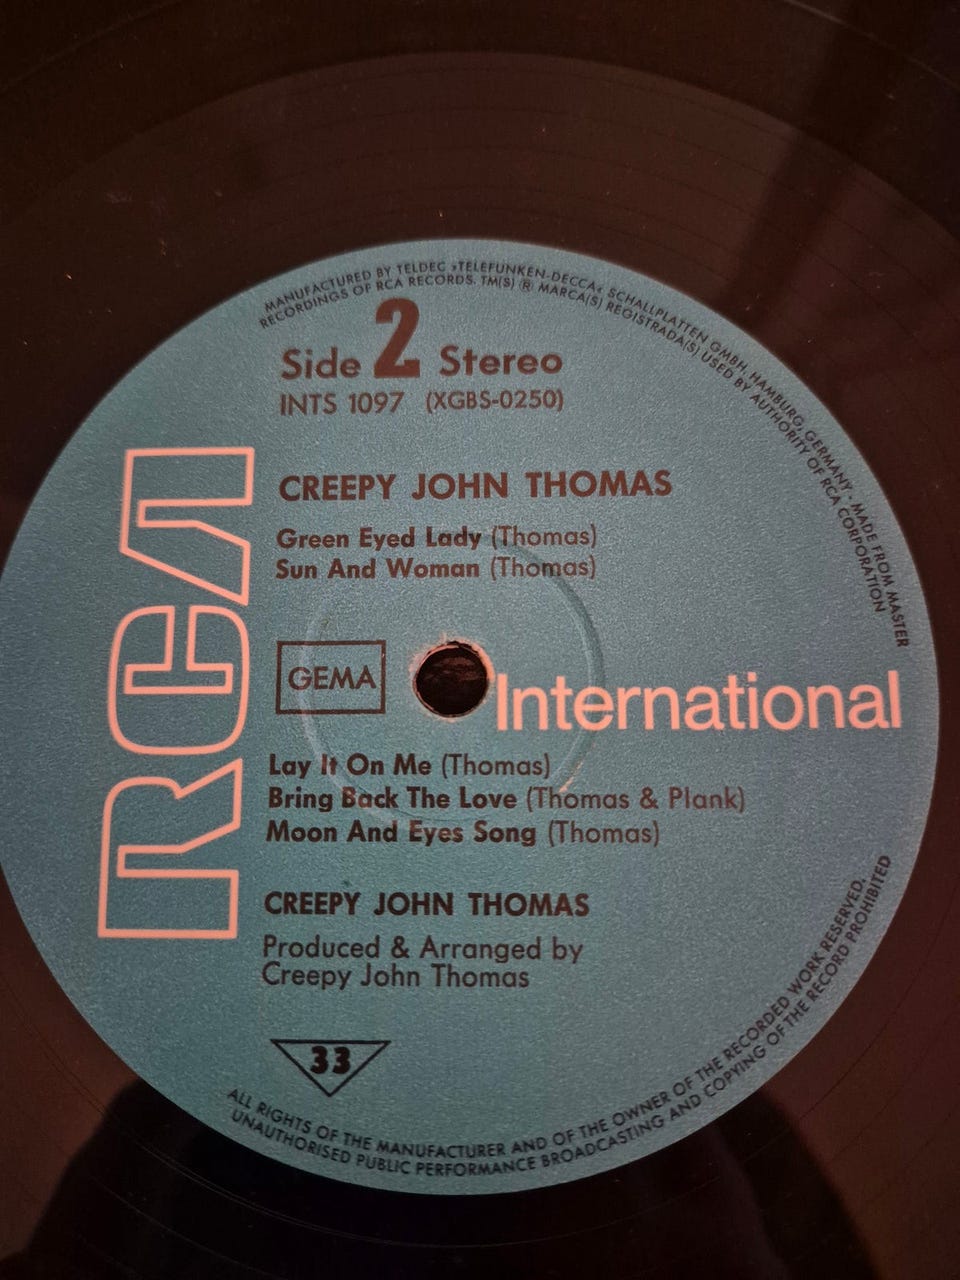 MANUFACTURED BY TELDEC »TELEFUNKEN-DECCA« SCHALLPLATTEN GMBH, HAMBURG, GERMANY - MADE FROM MASTER
RECORDINGS OF RCA RECORDS. TM(S) ® MARCA(S) REGISTRADA(S) USED BY AUTHORITY OF RCA CORPORATION
Side 2 Stereo
INTS 1097 (XGBS-0250)
RCA
CREEPY JOHN THOMAS
Green Eyed Lady (Thomas)
Sun And Woman (Thomas)
GEMA
International
Lay It On Me (Thomas)
Bring Back The Love (Thomas & Plank)
Moon And Eyes Song (Thomas)
CREEPY JOHN THOMAS
Produced & Arranged by
Creepy John Thomas
33
ALL RIGHTS OF THE MANUFACTURER AND OF THE OWNER OF THE RECORDED WORK RESERVED.
UNAUTHORISED PUBLIC PERFORMANCE BROADCASTING AND COPYING OF THE RECORD PROHIBITED